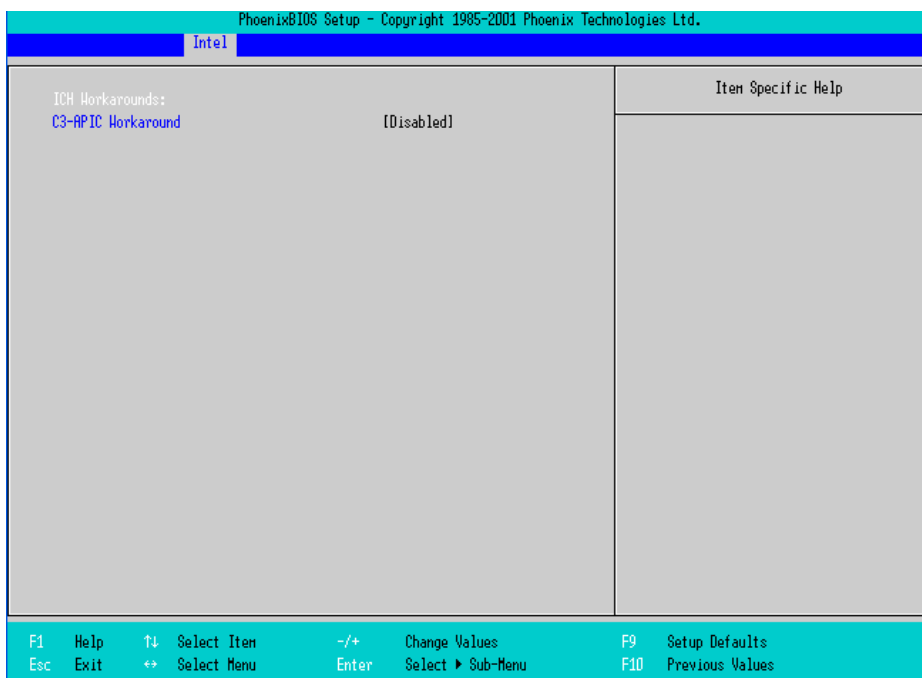 PhoenixBIOS Setup - Copyright 1985-2001 Phoenix Technologies Ltd.
Intel
ICH Workarounds:
C3-APIC Workaround [Disabled]
Item Specific Help
F1 Help ↑↓ Select Item -/+ Change Values F9 Setup Defaults
Esc Exit ↔ Select Menu Enter Select ▶ Sub-Menu F10 Previous Values